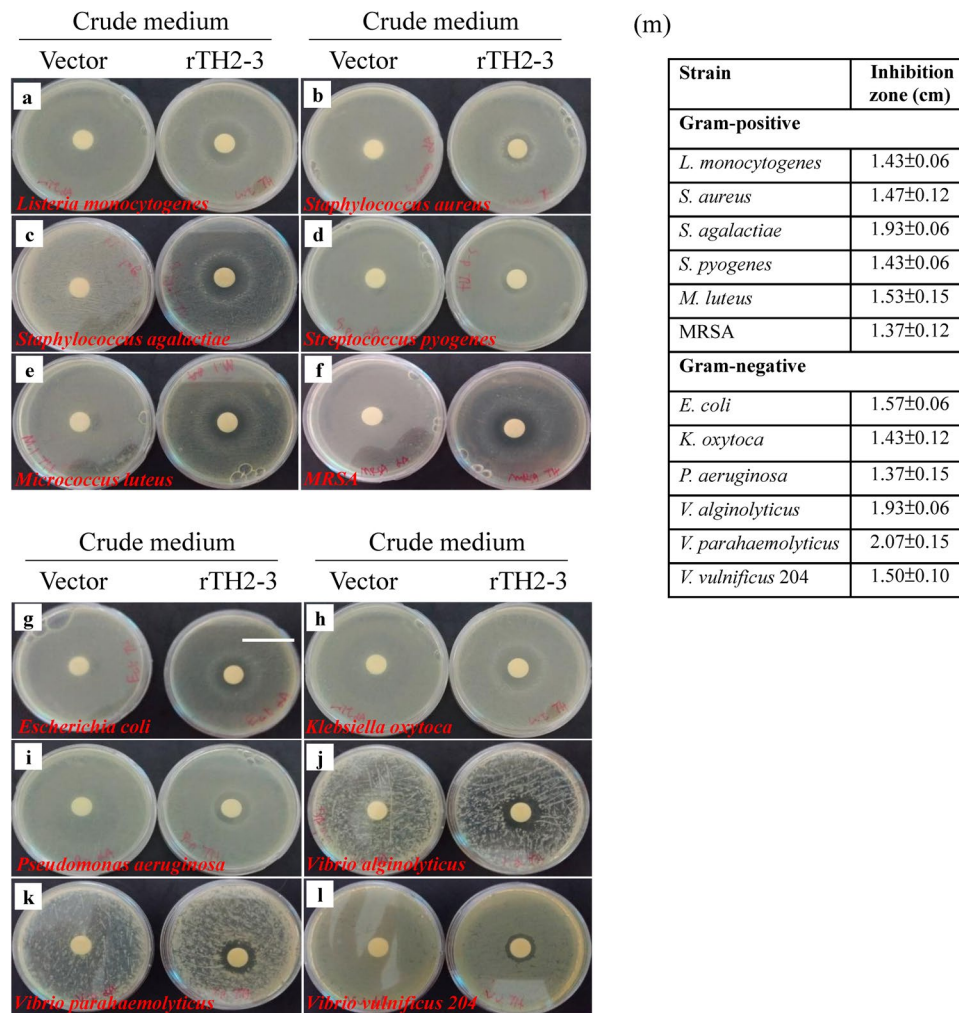 Crude medium Crude medium
Vector rTH2-3 Vector rTH2-3
a b
Listeria monocytogenes Staphylococcus aureus
c d
Staphylococcus agalactiae Streptococcus pyogenes
e f
Micrococcus luteus MRSA
Crude medium Crude medium
Vector rTH2-3 Vector rTH2-3
g h
Escherichia coli Klebsiella oxytoca
i j
Pseudomonas aeruginosa Vibrio alginolyticus
k l
Vibrio parahaemolyticus Vibrio vulnificus 204
(m)
Strain Inhibition
zone (cm)
Gram-positive
L. monocytogenes 1.43±0.06
S. aureus 1.47±0.12
S. agalactiae 1.93±0.06
S. pyogenes 1.43±0.06
M. luteus 1.53±0.15
MRSA 1.37±0.12
Gram-negative
E. coli 1.57±0.06
K. oxytoca 1.43±0.12
P. aeruginosa 1.37±0.15
V. alginolyticus 1.93±0.06
V. parahaemolyticus 2.07±0.15
V. vulnificus 204 1.50±0.10